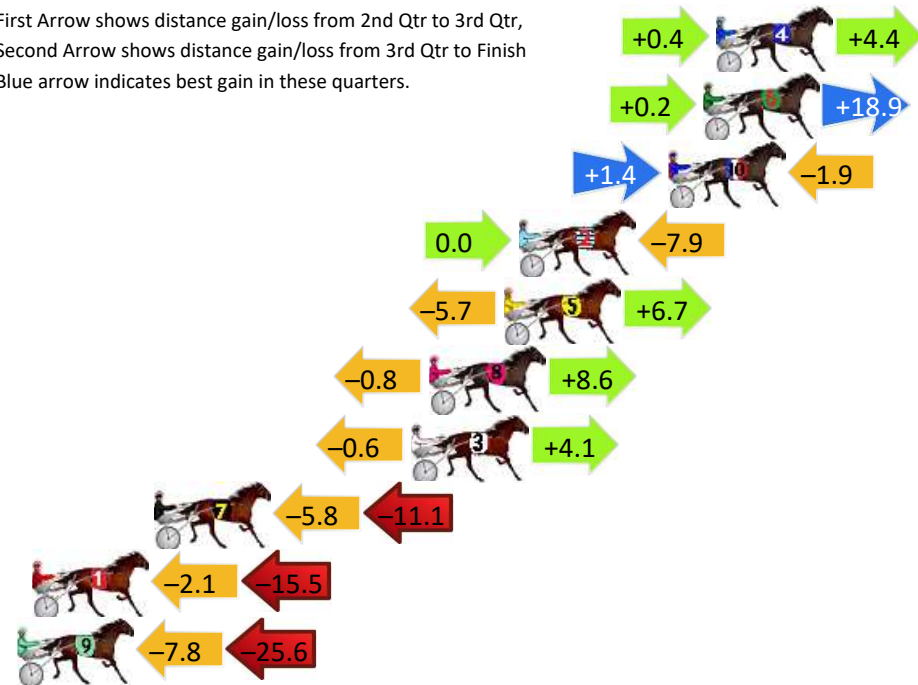 First Arrow shows distance gain/loss from 2nd Qtr to 3rd Qtr,
Second Arrow shows distance gain/loss from 3rd Qtr to Finish
Blue arrow indicates best gain in these quarters.
+0.4 4 +4.4
+0.2 6 +18.9
+1.4 10 –1.9
0.0 2 –7.9
–5.7 5 +6.7
–0.8 8 +8.6
–0.6 3 +4.1
7 –5.8 –11.1
1 –2.1 –15.5
9 –7.8 –25.6